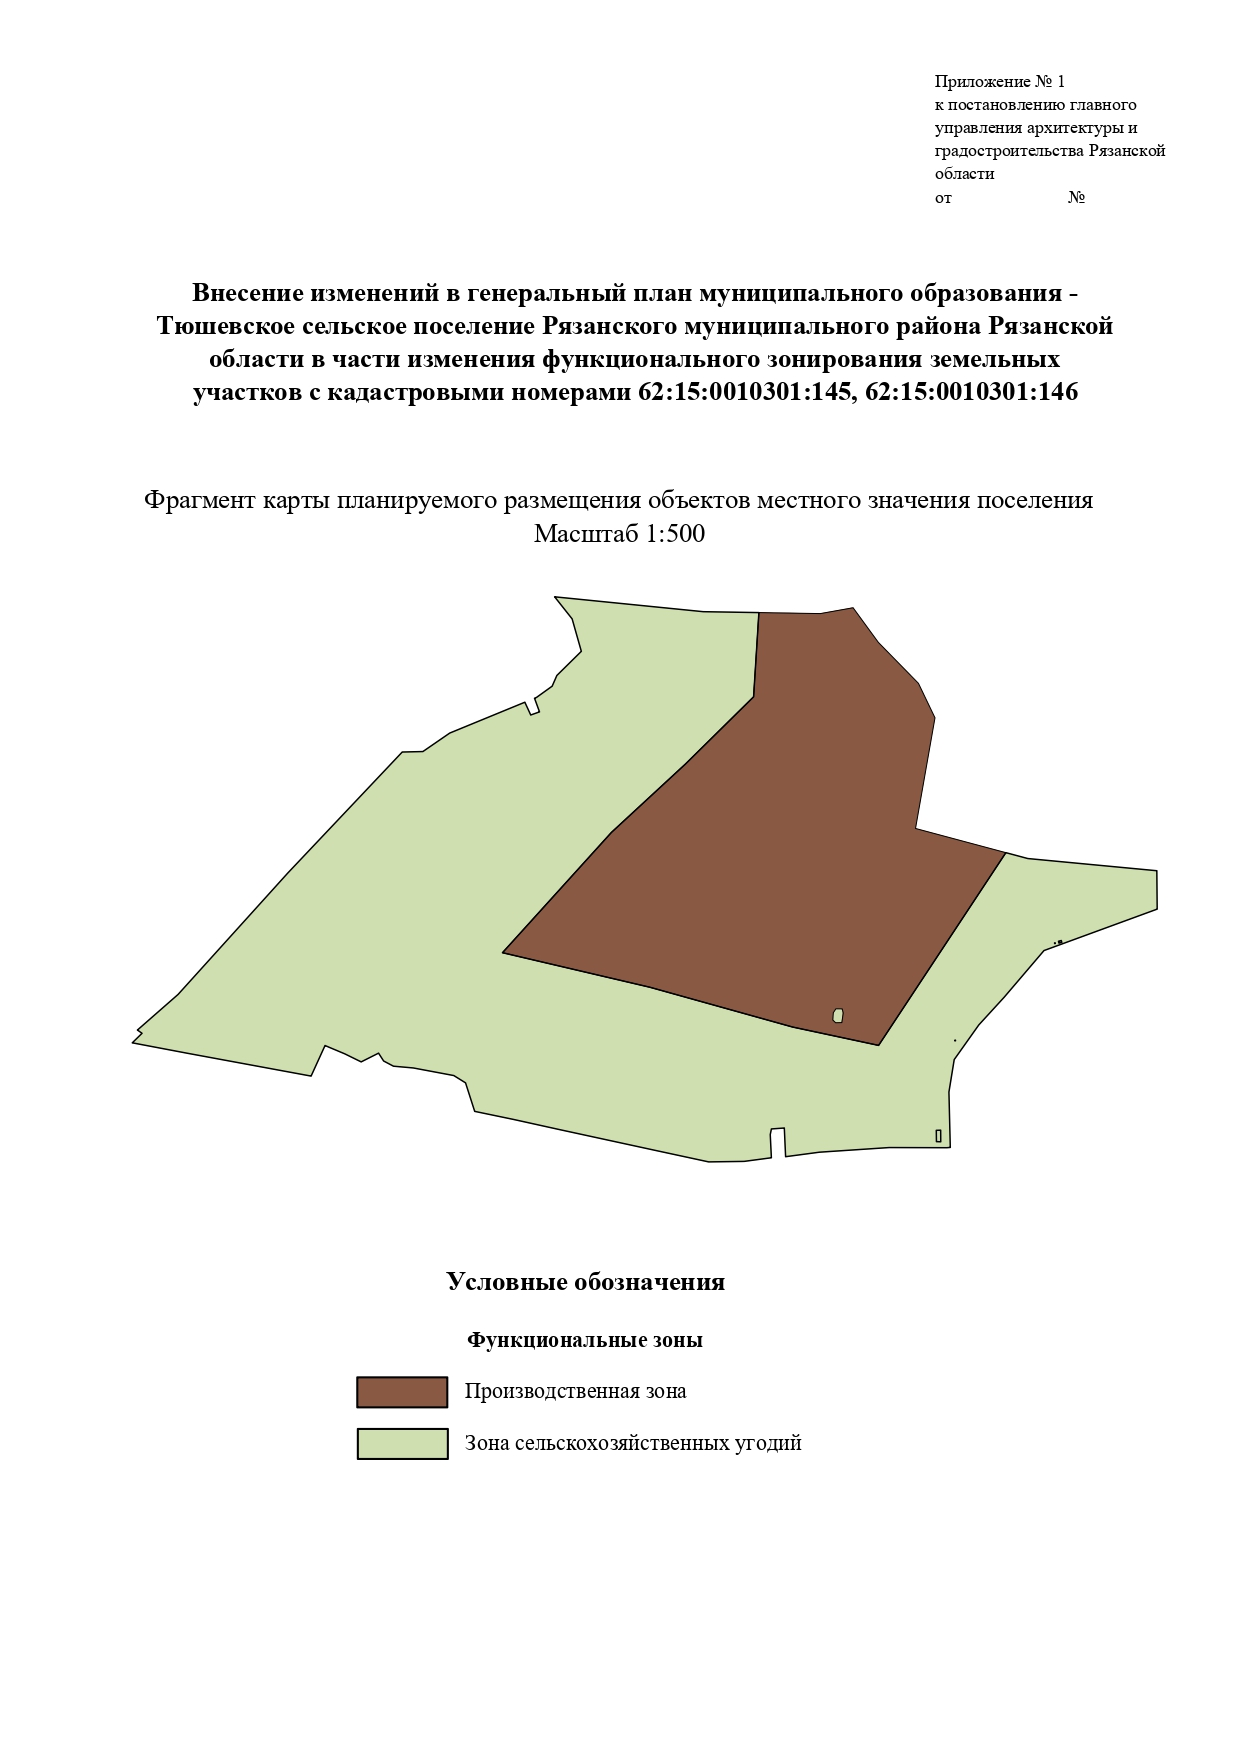 Приложение № 1
к постановлению главного
управления архитектуры и
градостроительства Рязанской
области
от №
Внесение изменений в генеральный план муниципального образования -
Тюшевское сельское поселение Рязанского муниципального района Рязанской
области в части изменения функционального зонирования земельных
участков с кадастровыми номерами 62:15:0010301:145, 62:15:0010301:146
Фрагмент карты планируемого размещения объектов местного значения поселения
Масштаб 1:500
Условные обозначения
Функциональные зоны
Производственная зона
Зона сельскохозяйственных угодий